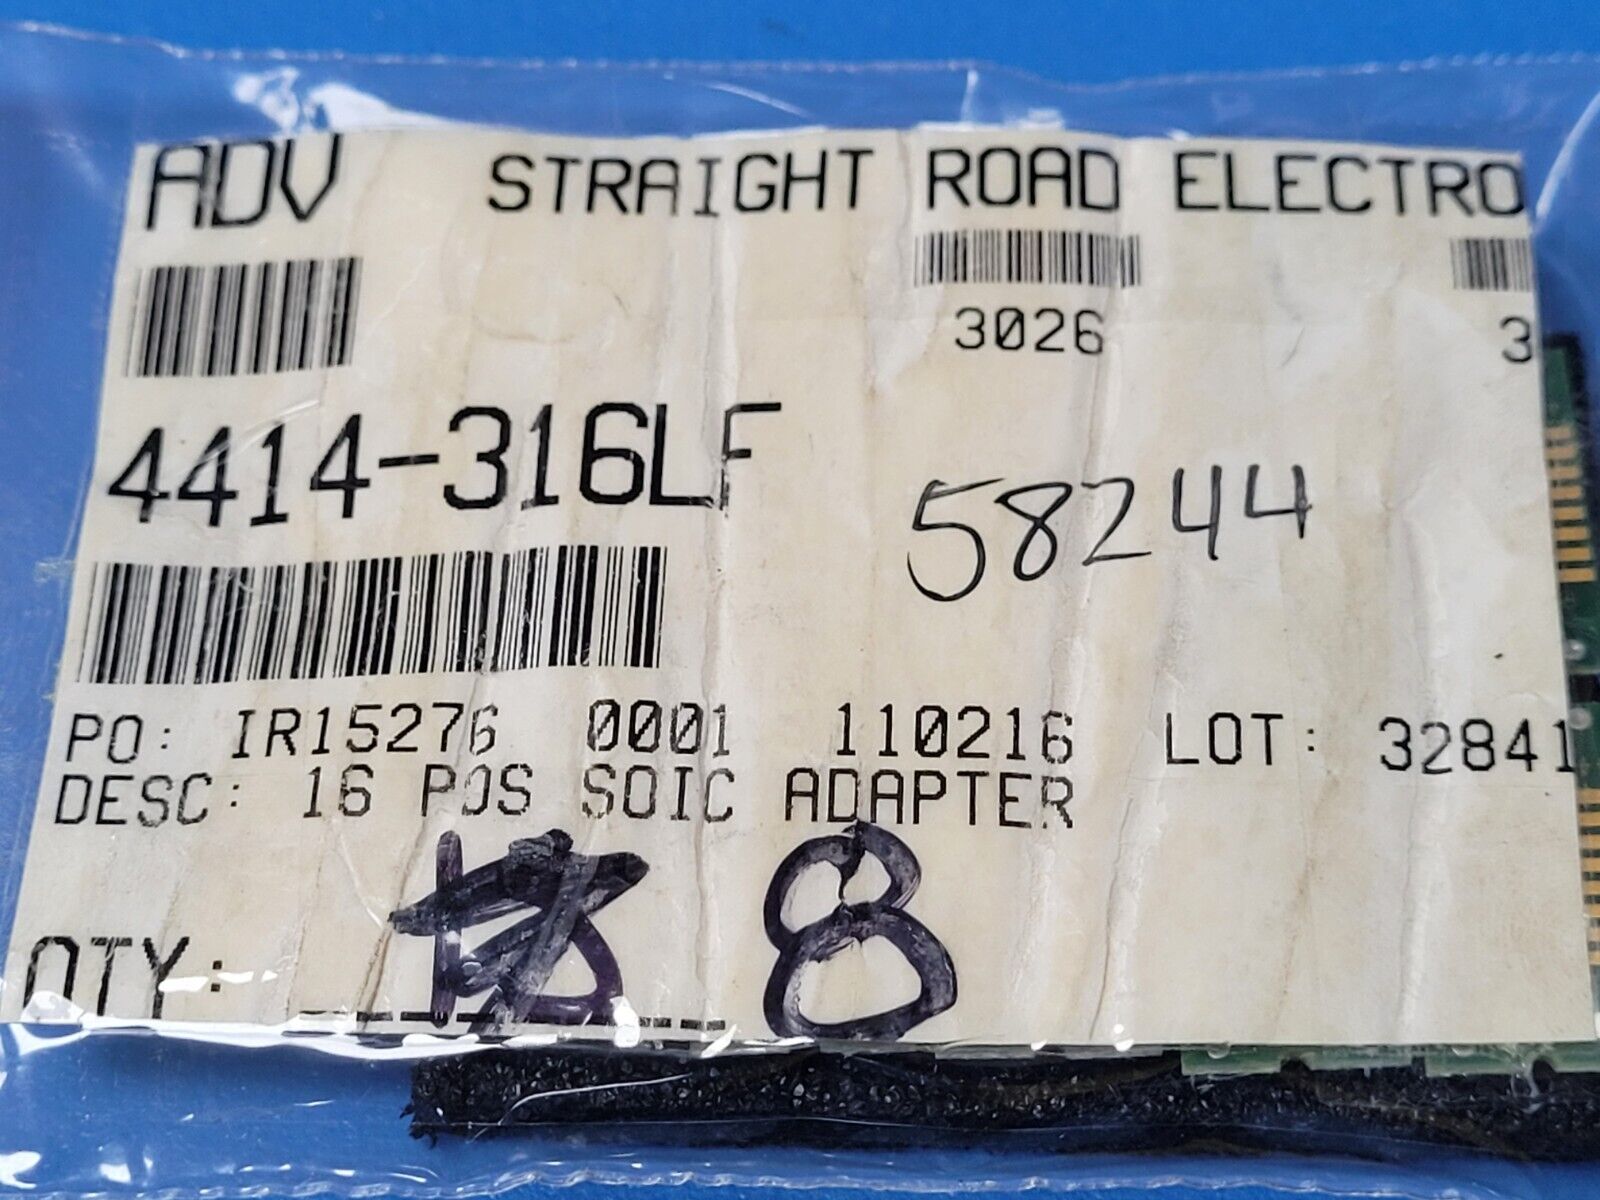 ADV STRAIGHT ROAD ELECTRO
3026 3
4414-316LF
58244
PO: IR15276 0001 110216 LOT: 32841
DESC: 16 POS SOIC ADAPTER
QTY: 8